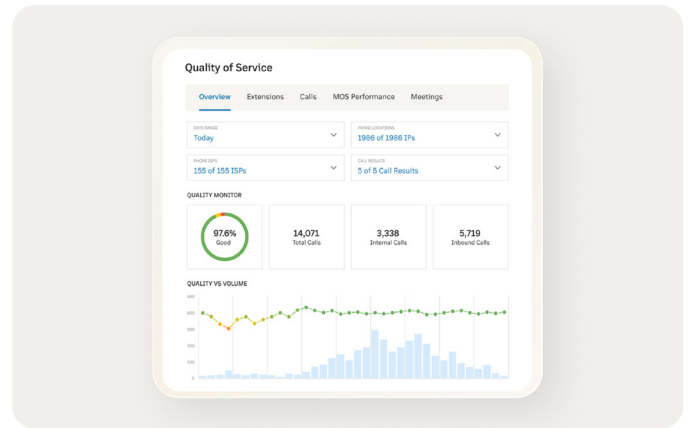 Quality of Service
Overview Extensions Calls MOS Performance Meetings
DATE RANGE
Today
PHONE LOCATIONS
1986 of 1986 IPs
PHONE ISPS
155 of 155 ISPs
CALL RESULTS
5 of 5 Call Results
QUALITY MONITOR
97.6%
Good
14,071
Total Calls
3,338
Internal Calls
5,719
Inbound Calls
QUALITY VS VOLUME
0